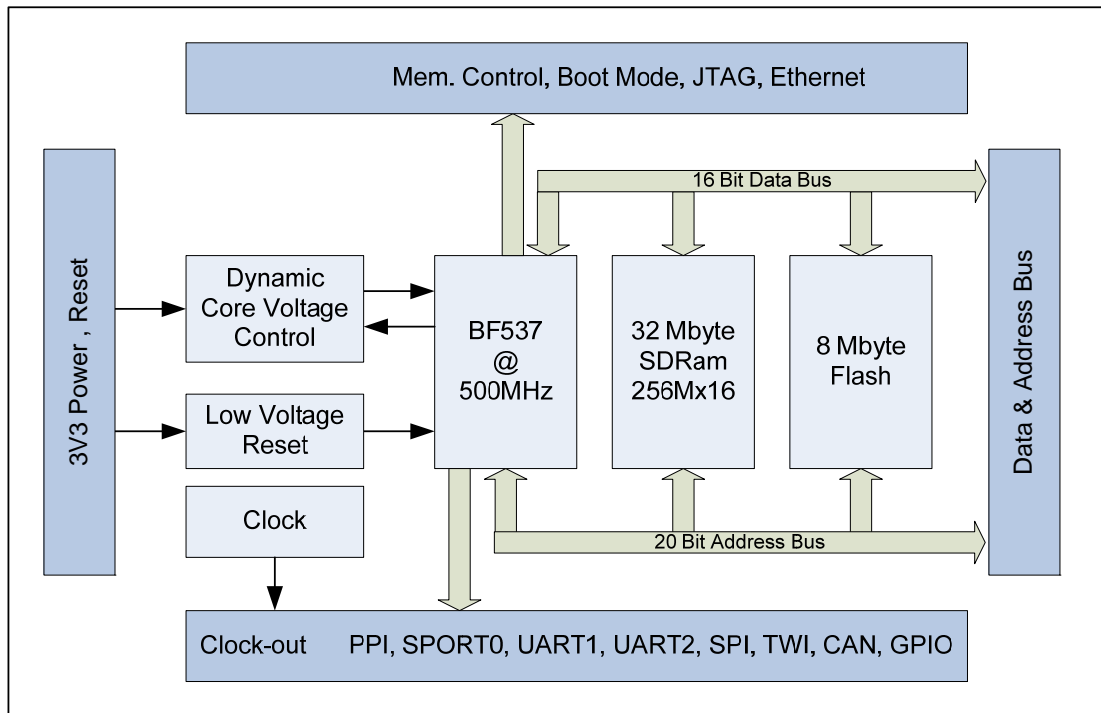 Mem. Control, Boot Mode, JTAG, Ethernet
16 Bit Data Bus
3V3 Power , Reset
Dynamic
Core Voltage
Control
BF537
@
500MHz
32 Mbyte
SDRam
256Mx16
8 Mbyte
Flash
Data & Address Bus
Low Voltage
Reset
Clock
20 Bit Address Bus
Clock-out PPI, SPORT0, UART1, UART2, SPI, TWI, CAN, GPIO